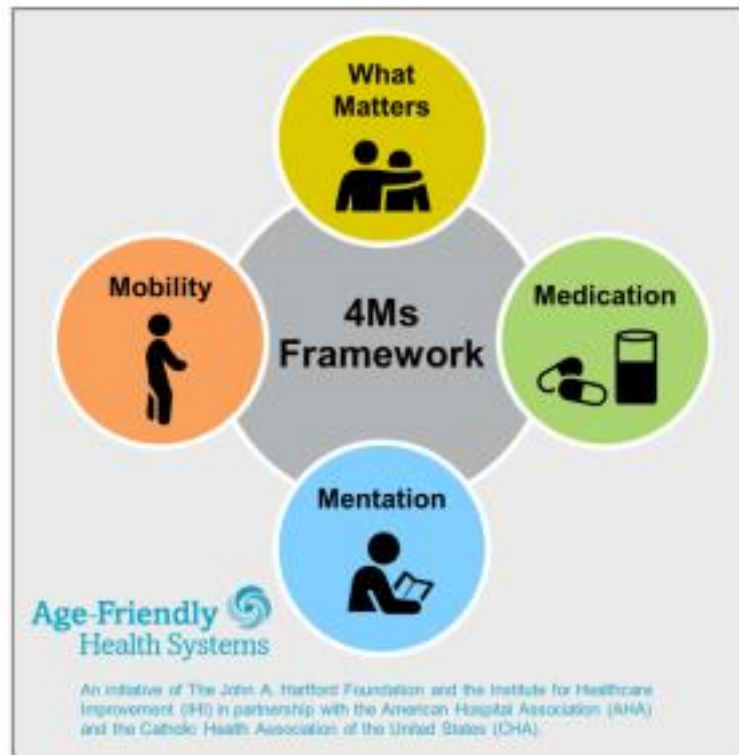 What
Matters
Mobility
4Ms
Framework
Medication
Mentation
Age-Friendly
Health Systems
An initiative of The John A. Hartford Foundation and the Institute for Healthcare
Improvement (IHI) in partnership with the American Hospital Association (AHA)
and the Catholic Health Association of the United States (CHA).